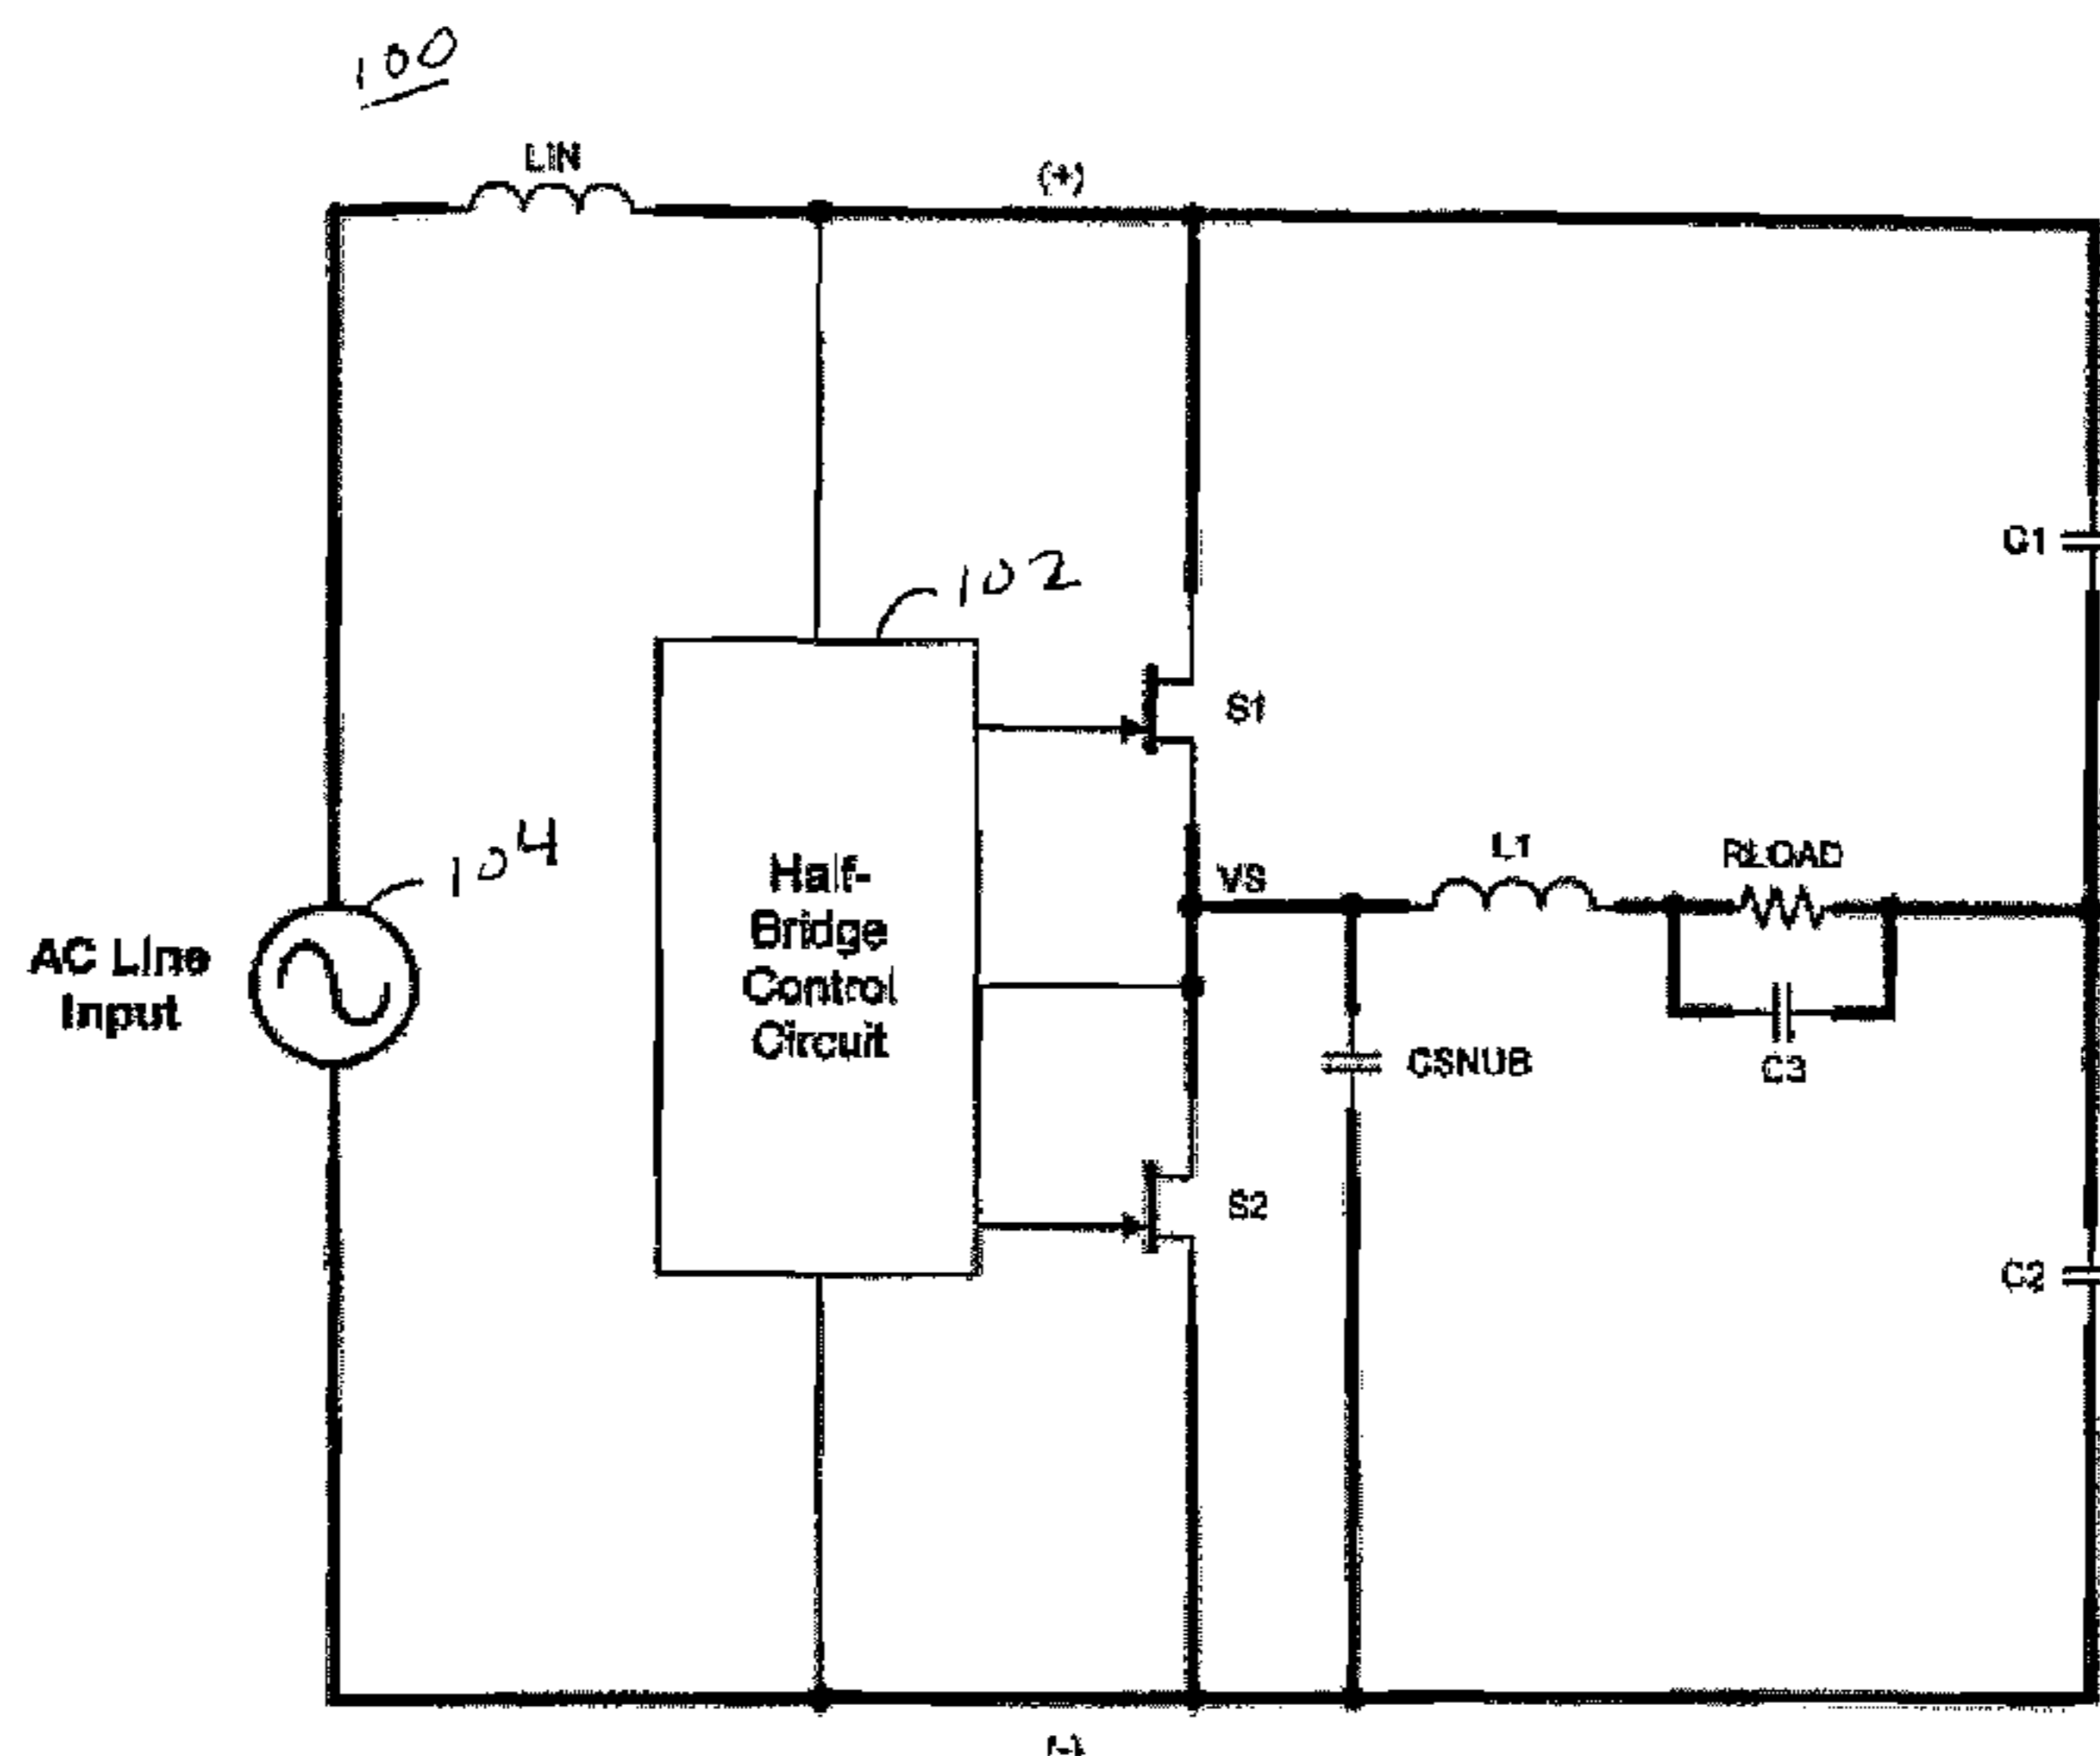 100
LIN
(+)
C1
102
S1
104
Half-
Bridge
Control
Circuit
VS
L1
RLOAD
AC Line
Input
CSNUB
C3
S2
C2
(-)